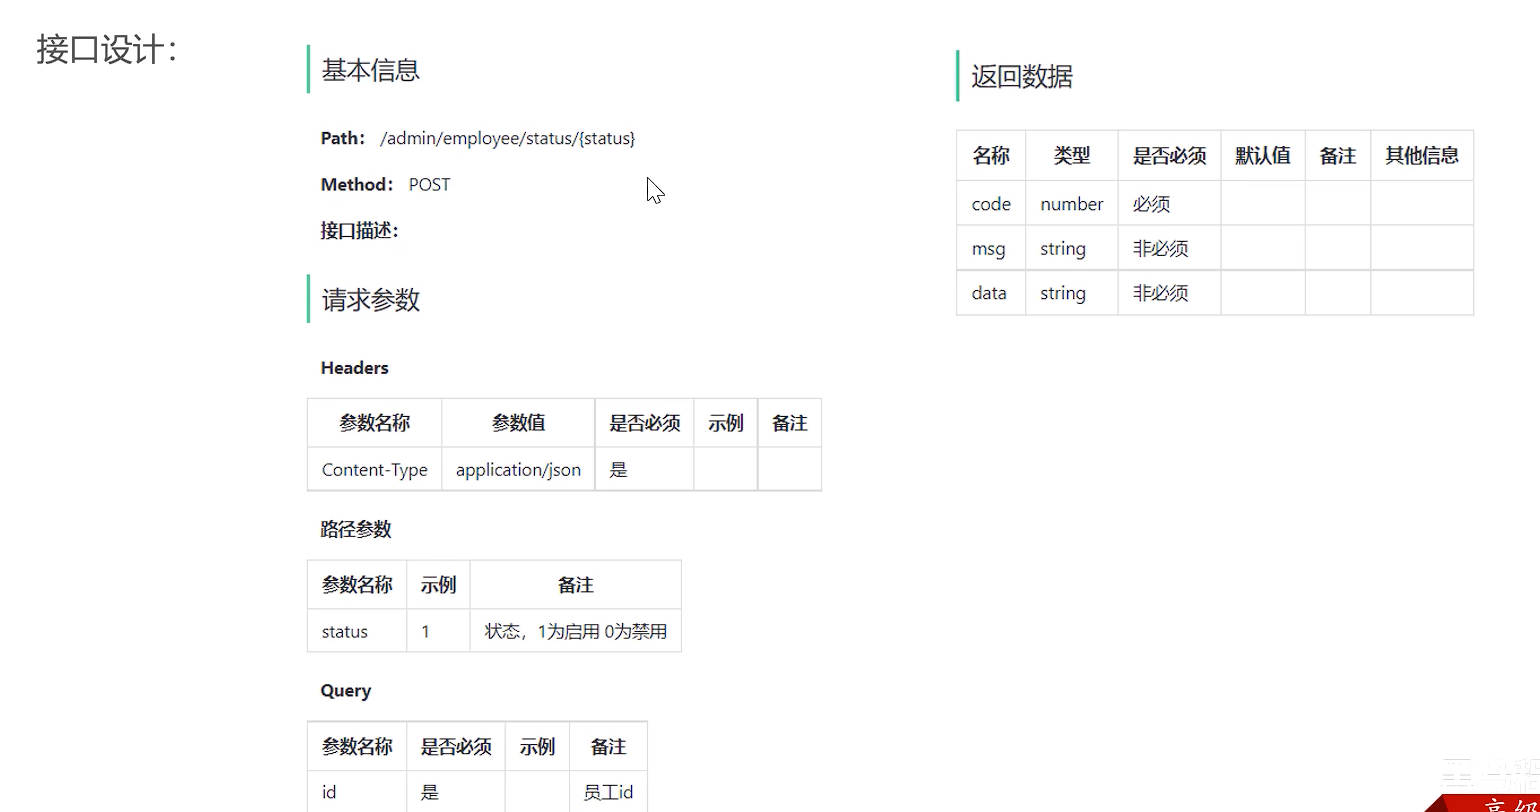 接口设计：
基本信息
Path： /admin/employee/status/{status}
Method： POST
接口描述：
请求参数
Headers
参数名称 参数值 是否必须 示例 备注
Content-Type application/json 是
路径参数
参数名称 示例 备注
status 1 状态，1为启用 0为禁用
Query
参数名称 是否必须 示例 备注
id 是 员工id
返回数据
名称 类型 是否必须 默认值 备注 其他信息
code number 必须
msg string 非必须
data string 非必须